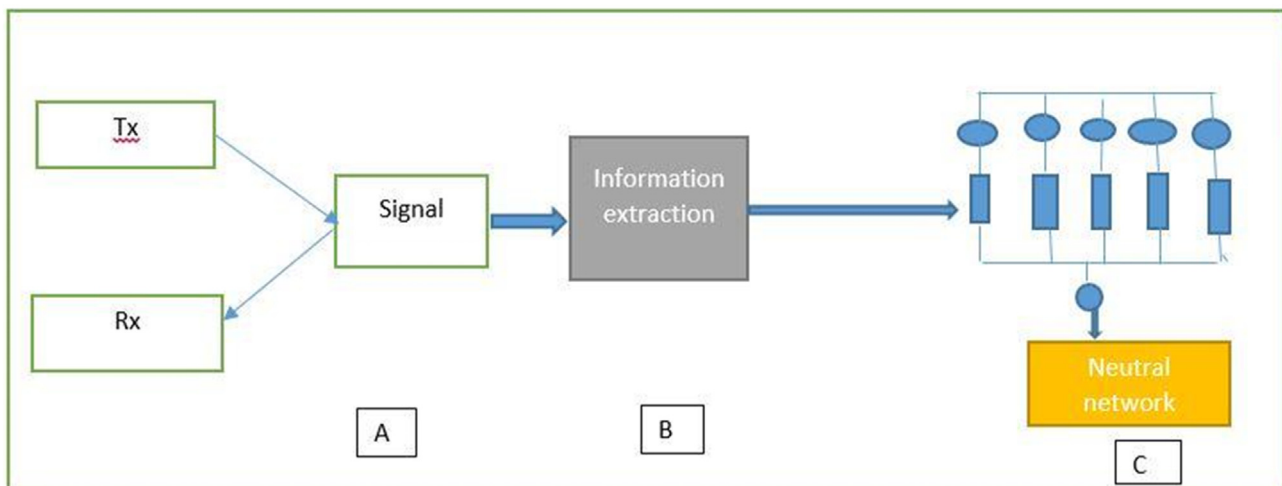 Tx
Signal
Rx
Information
extraction
Neutral
network
A
B
C